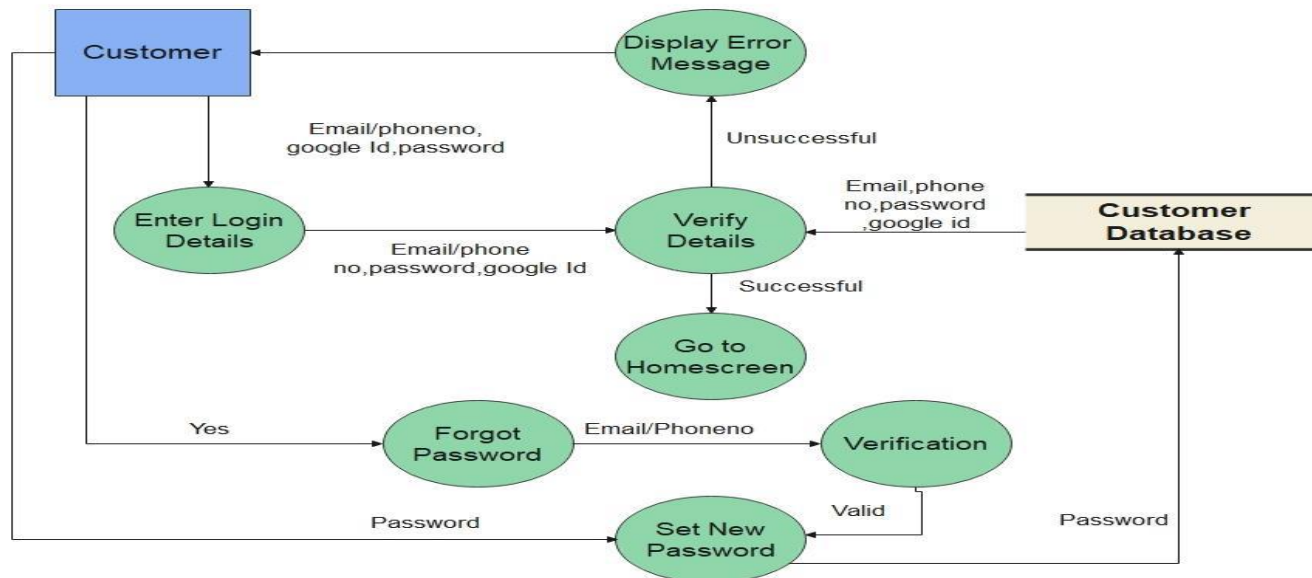 Customer
Display Error
Message
Email/phoneno,
google Id,password
Unsuccessful
Enter Login
Details
Email/phone
no,password,google Id
Verify
Details
Email,phone
no,password
,google id
Customer
Database
Successful
Go to
Homescreen
Yes
Forgot
Password
Email/Phoneno
Verification
Valid
Password
Set New
Password
Password